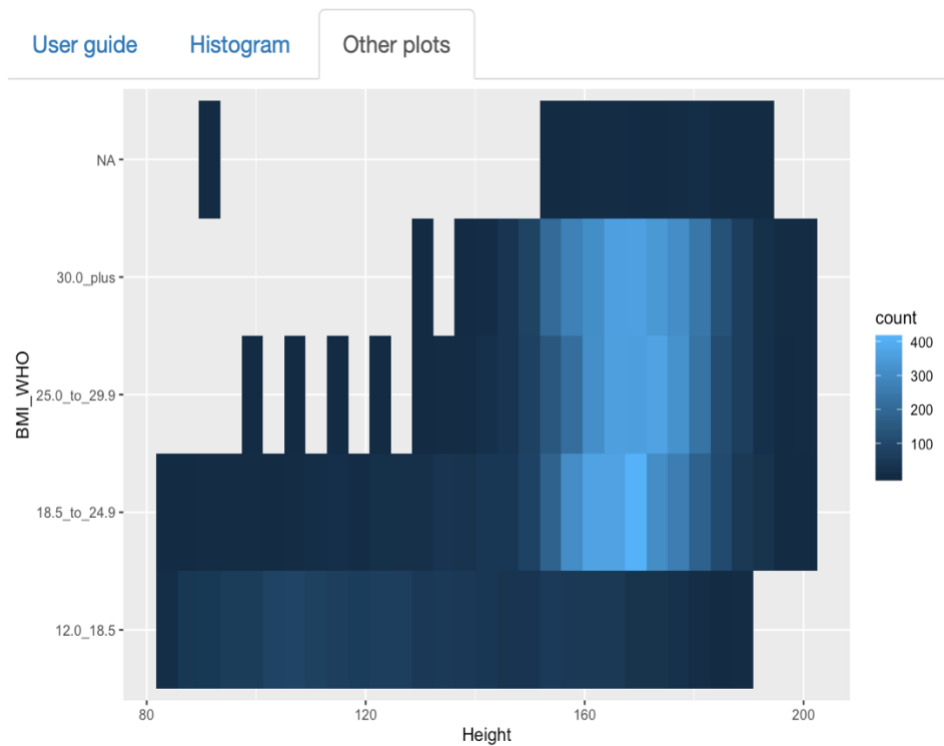 User guide Histogram Other plots
NA
30.0_plus
25.0_to_29.9
18.5_to_24.9
12.0_18.5
BMI_WHO
80 120 160 200
Height
count
400
300
200
100